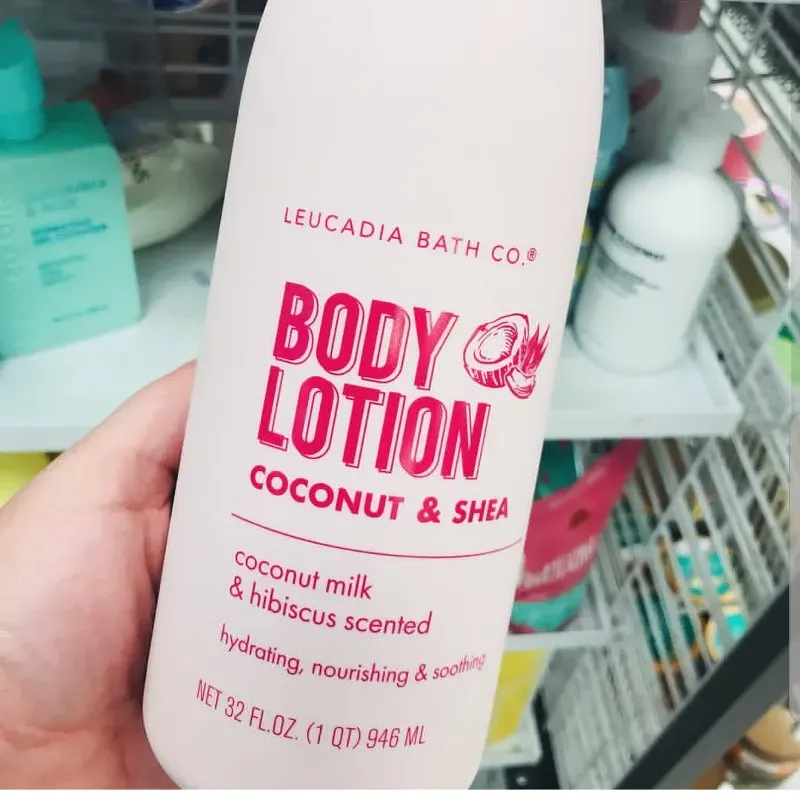 LEUCADIA BATH CO.®
BODY
LOTION
COCONUT & SHEA
coconut milk
& hibiscus scented
hydrating, nourishing & soothing
NET 32 FL.OZ. (1 QT) 946 ML